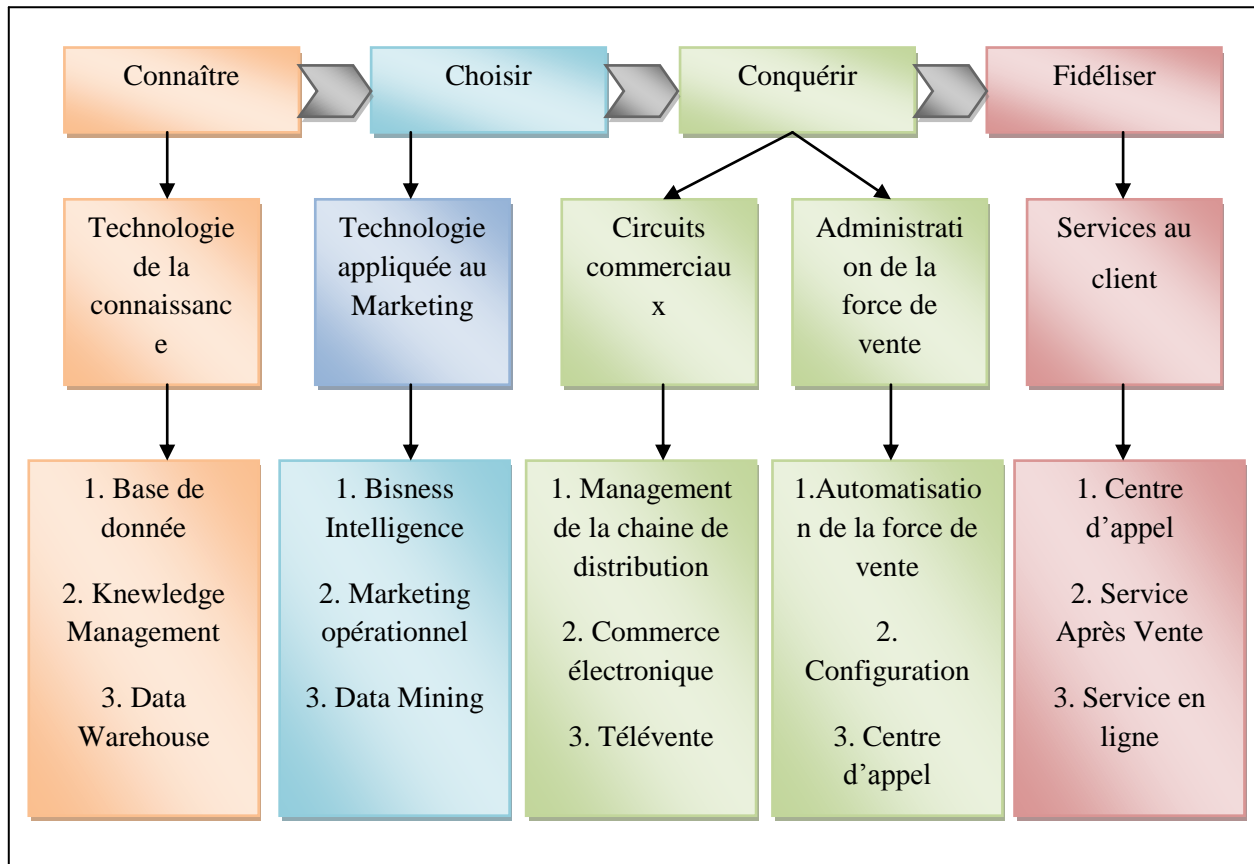 Connaître
Choisir
Conquérir
Fidéliser
Technologie
de la
connaissanc
e
Technologie
appliquée au
Marketing
Circuits
commerciau
x
Administrati
on de la
force de
vente
Services au
client
1. Base de
donnée
2. Knewledge
Management
3. Data
Warehouse
1. Bisness
Intelligence
2. Marketing
opérationnel
3. Data Mining
1. Management
de la chaine de
distribution
2. Commerce
électronique
3. Télévente
1.Automatisatio
n de la force de
vente
2.
Configuration
3. Centre
d’appel
1. Centre
d’appel
2. Service
Après Vente
3. Service en
ligne